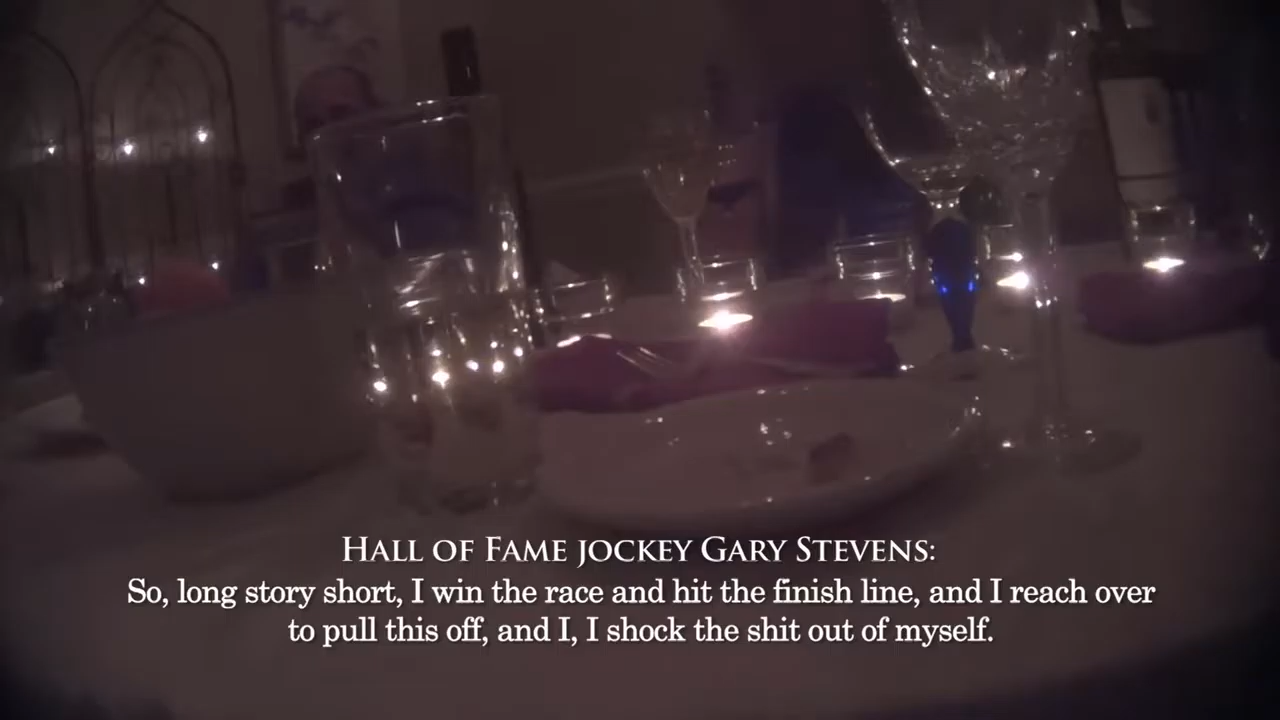 Hall of Fame jockey Gary Stevens:
So, long story short, I win the race and hit the finish line, and I reach over
to pull this off, and I, I shock the shit out of myself.